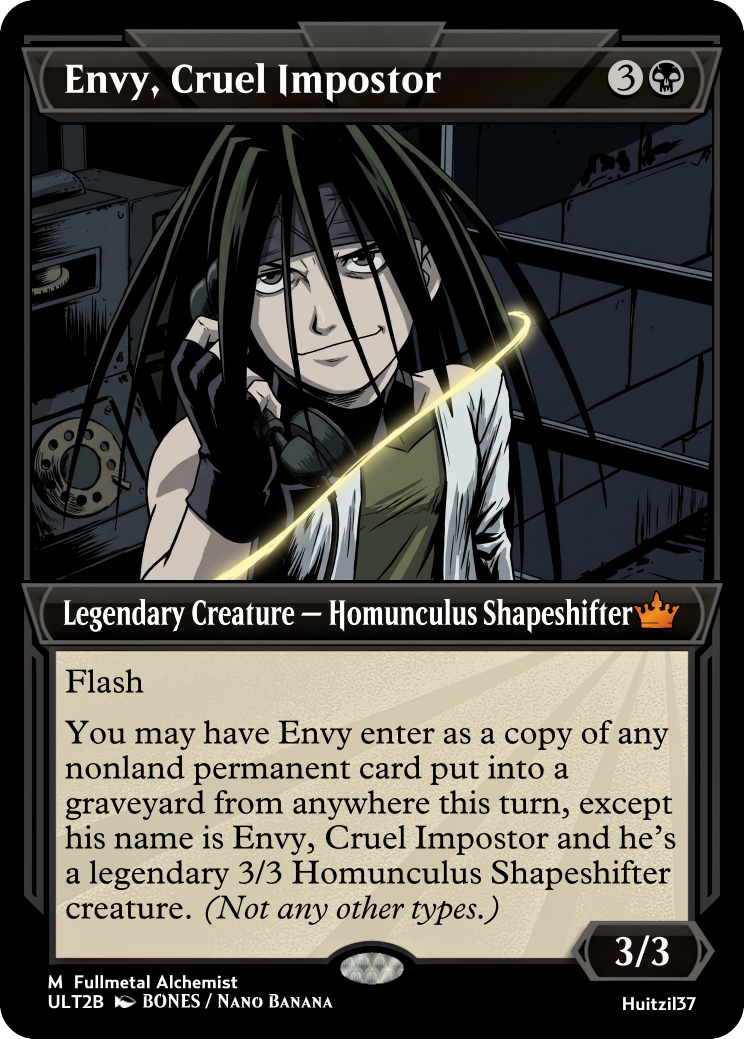 Envy, Cruel Impostor 3
Legendary Creature — Homunculus Shapeshifter
Flash
You may have Envy enter as a copy of any
nonland permanent card put into a
graveyard from anywhere this turn, except
his name is Envy, Cruel Impostor and he's
a legendary 3/3 Homunculus Shapeshifter
creature. (Not any other types.)
3/3
M Fullmetal Alchemist
ULT2B BONES / Nano Banana
Huitzil37